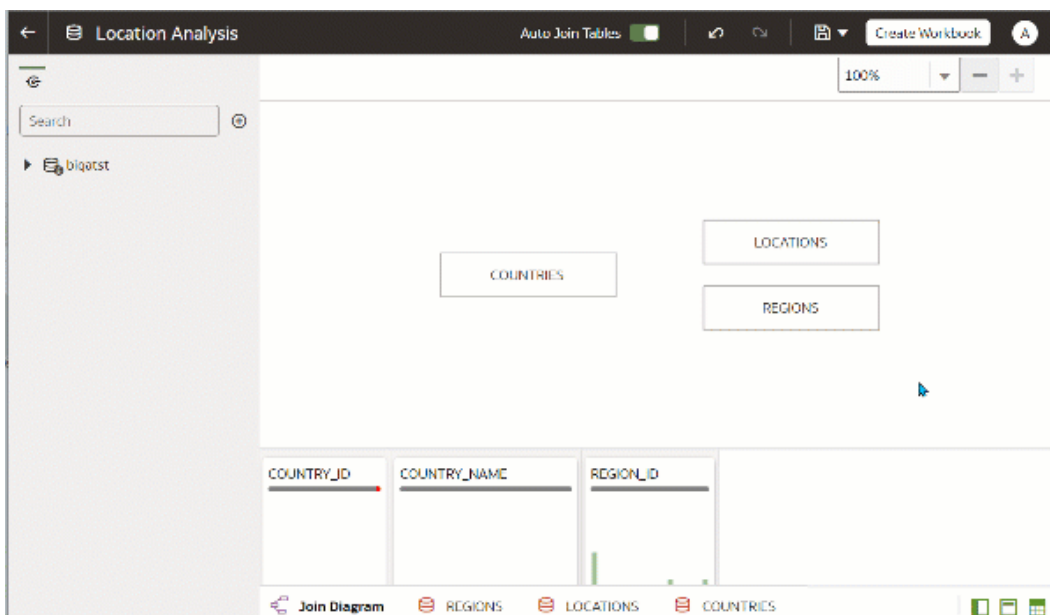 Location Analysis
Auto Join Tables
Create Workbook
A
100%
Search
bigatst
LOCATIONS
COUNTRIES
REGIONS
COUNTRY_ID
COUNTRY_NAME
REGION_ID
Join Diagram
REGIONS
LOCATIONS
COUNTRIES